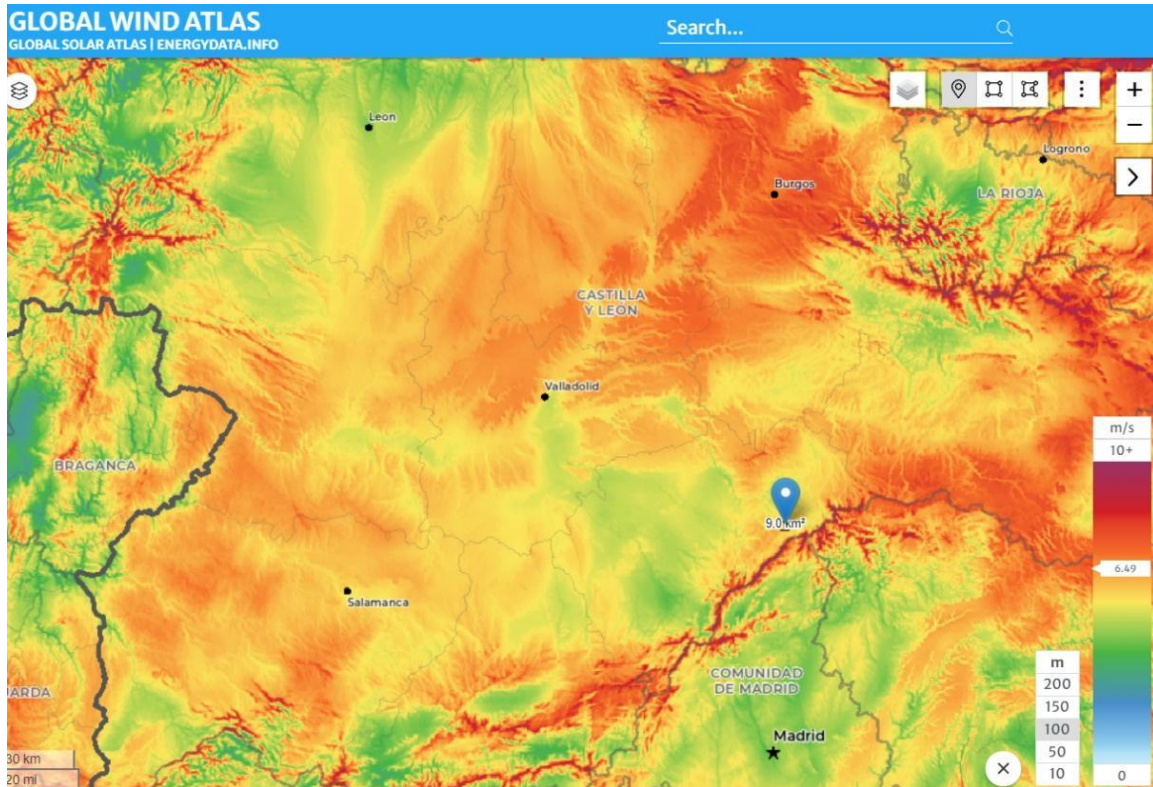 GLOBAL WIND ATLAS
GLOBAL SOLAR ATLAS | ENERGYDATA.INFO
Search...
Leon
Logrono
Burgos
LA RIOJA
CASTILLA
Y LEÓN
Valladolid
m/s
10+
BRAGANCA
9.0 km²
6.49
Salamanca
COMUNIDAD
DE MADRID
m
200
150
100
50
10
UARDA
Madrid
30 km
20 mi
0